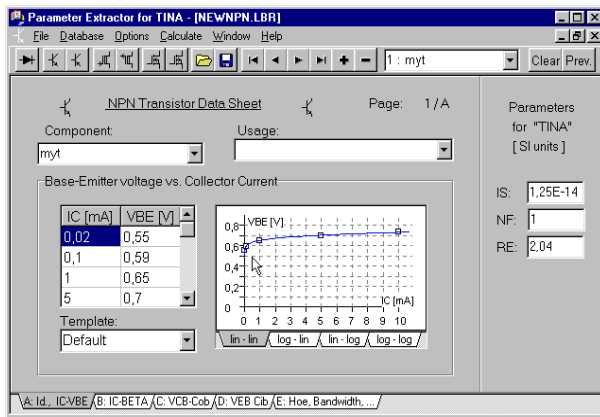 Parameter Extractor for TINA - [NEWNPN.LBR]
File Database Options Calculate Window Help
1 : myt Clear Prev.
NPN Transistor Data Sheet Page: 1/A
Component: Usage:
myt
Base-Emitter voltage vs. Collector Current
IC [mA] VBE [V]
0,02 0,55
0,1 0,59
1 0,65
5 0,7
Template:
Default
VBE [V]
0,8
0,6
0,4
0,2
0
IC [mA]
0 1 2 3 4 5 6 7 8 9 10
lin - lin log - lin lin - log log - log
Parameters
for "TINA"
[ SI units ]
IS: 1,25E-14
NF: 1
RE: 2,04
A: Id., IC-VBE B: IC-BETA C: VCB-Cob D: VEB Cib E: Hoe, Bandwidth, ...